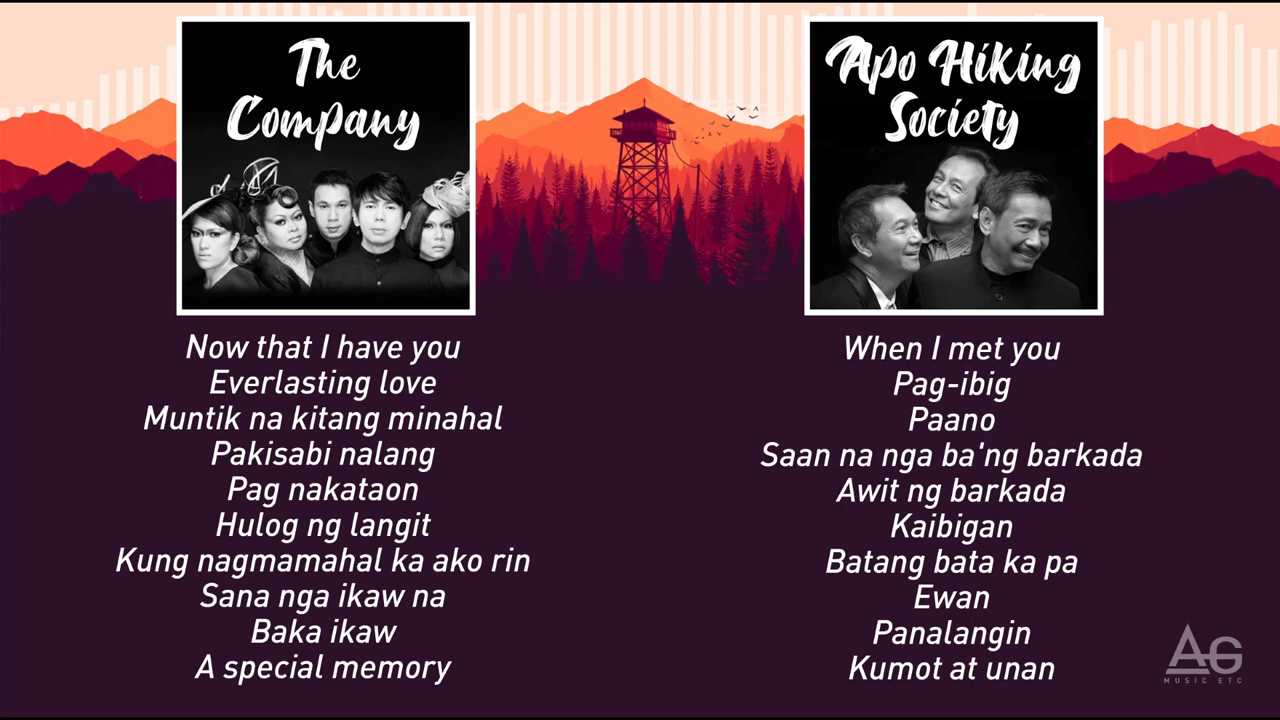 The
Company
Now that I have you
Everlasting love
Muntik na kitang minahal
Pakisabi nalang
Pag nakataon
Hulog ng langit
Kung nagmamahal ka ako rin
Sana nga ikaw na
Baka ikaw
A special memory
Apo Hiking
Society
When I met you
Pag-ibig
Paano
Saan na nga ba'ng barkada
Awit ng barkada
Kaibigan
Batang bata ka pa
Ewan
Panalangin
Kumot at unan
AG
MUSIC ETC